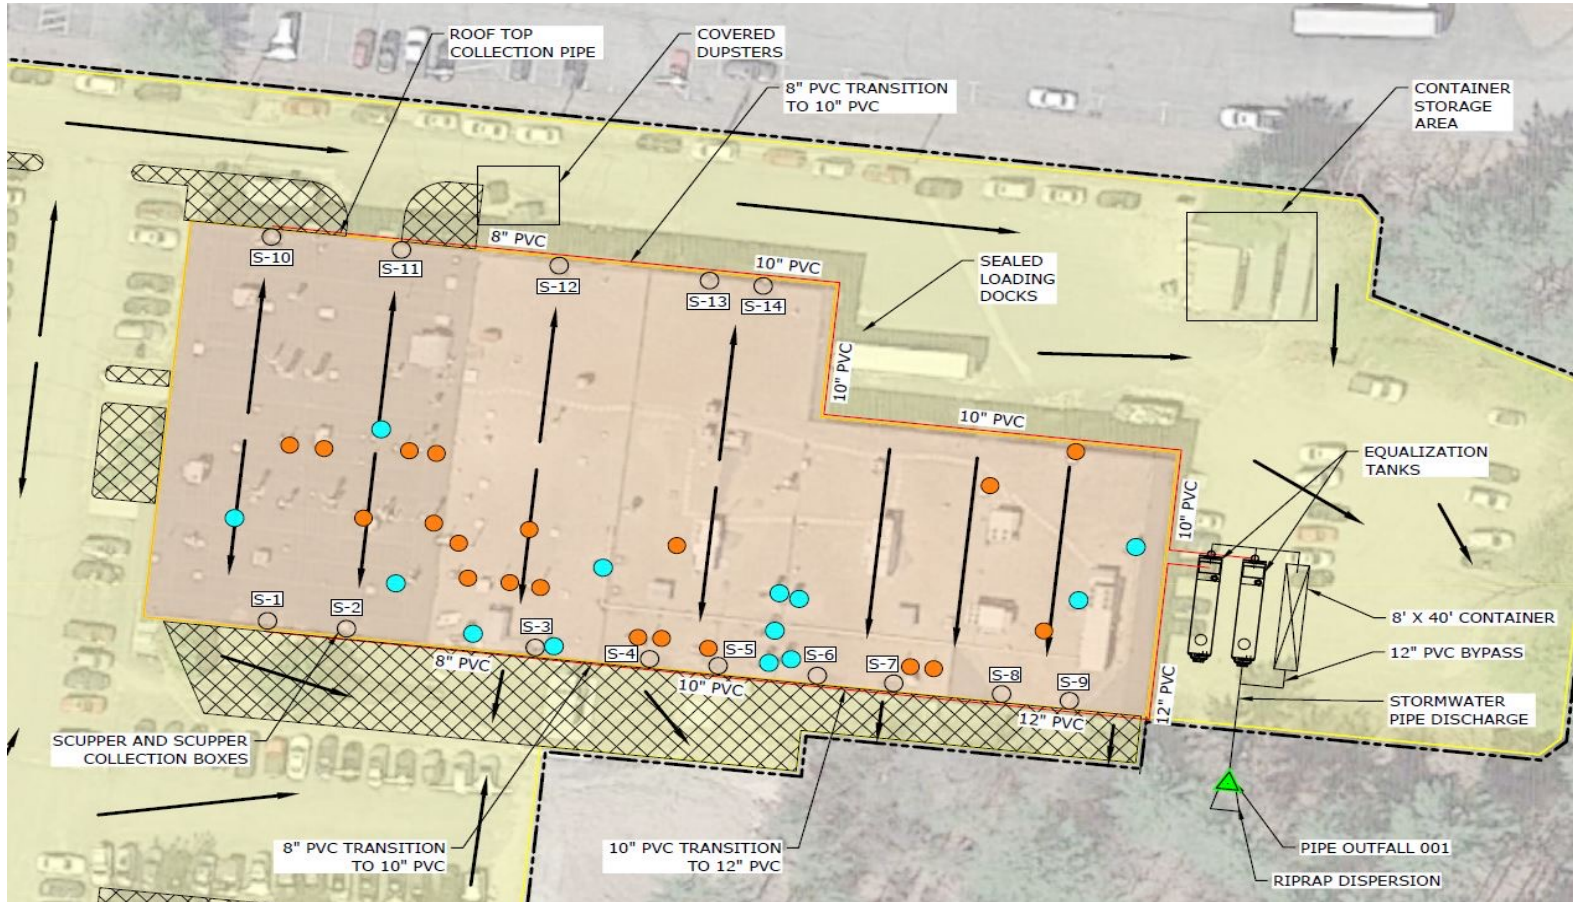 ROOF TOP
COLLECTION PIPE
COVERED
DUPSTERS
8" PVC TRANSITION
TO 10" PVC
CONTAINER
STORAGE
AREA
8" PVC
10" PVC
SEALED
LOADING
DOCKS
S-10
S-11
S-12
S-13
S-14
10" PVC
10" PVC
10" PVC
EQUALIZATION
TANKS
S-1
S-2
S-3
S-4
S-5
S-6
S-7
S-8
S-9
8" PVC
10" PVC
12" PVC
12" PVC
8' X 40' CONTAINER
12" PVC BYPASS
STORMWATER
PIPE DISCHARGE
SCUPPER AND SCUPPER
COLLECTION BOXES
8" PVC TRANSITION
TO 10" PVC
10" PVC TRANSITION
TO 12" PVC
PIPE OUTFALL 001
RIPRAP DISPERSION